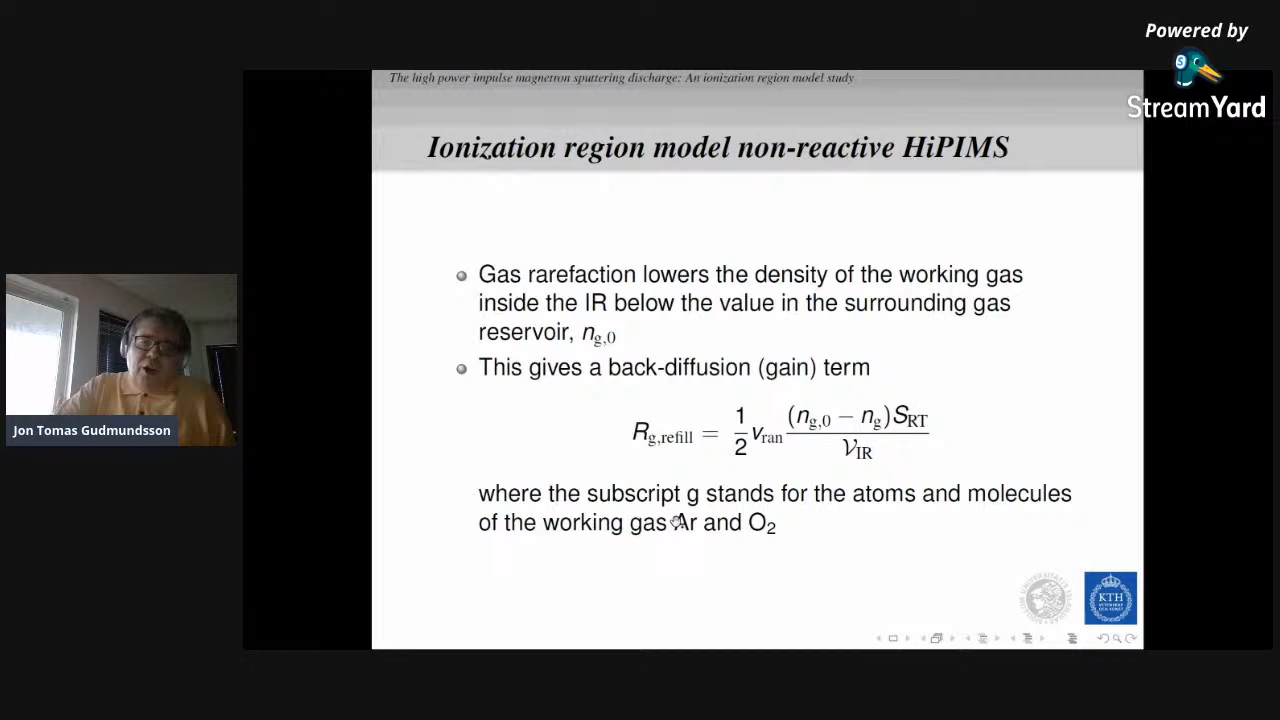 Powered by
StreamYard
The high power impulse magnetron sputtering discharge: An ionization region model study
Ionization region model non-reactive HiPIMS
Gas rarefaction lowers the density of the working gas
inside the IR below the value in the surrounding gas
reservoir, n_g,0
This gives a back-diffusion (gain) term
R_g,refill = 1/2 v_ran (n_g,0 − n_g)S_RT / V_IR
where the subscript g stands for the atoms and molecules
of the working gas Ar and O₂
Jon Tomas Gudmundsson
KTH